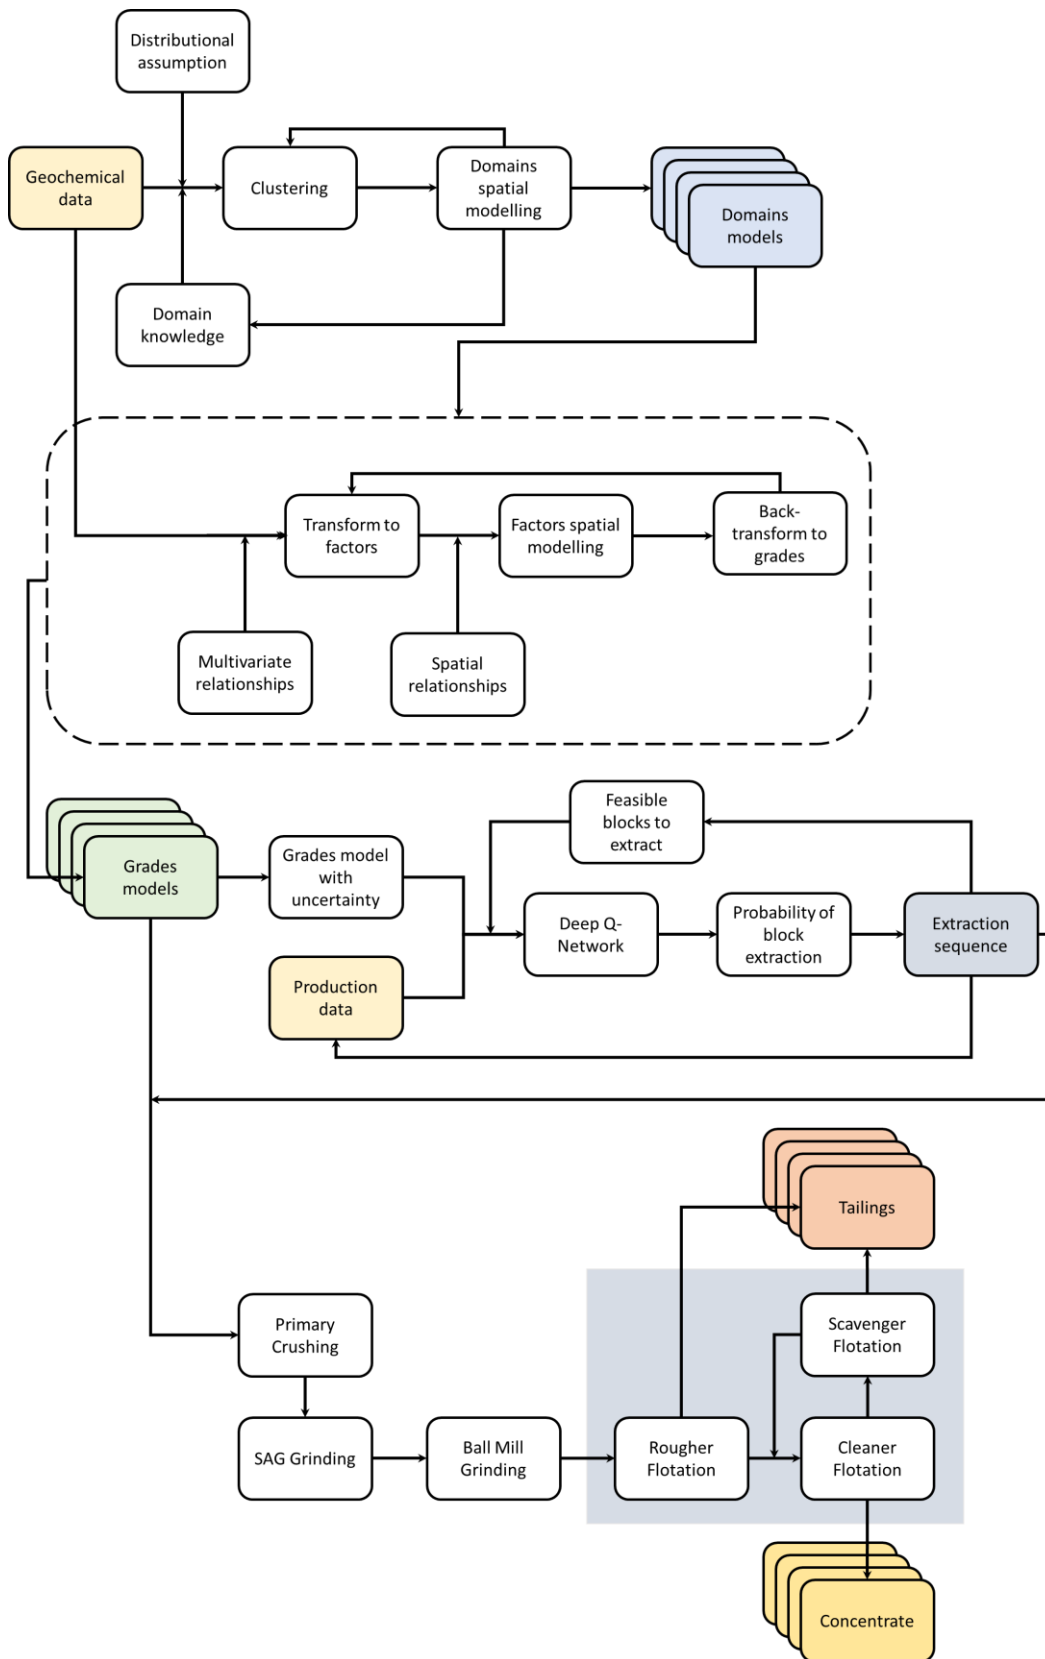 Distributional
assumption
Geochemical
data
Clustering
Domains
spatial
modelling
Domains
models
Domain
knowledge
Transform to
factors
Factors spatial
modelling
Back-
transform to
grades
Multivariate
relationships
Spatial
relationships
Feasible
blocks to
extract
Grades
models
Grades model
with
uncertainty
Deep Q-
Network
Probability of
block
extraction
Extraction
sequence
Production
data
Tailings
Primary
Crushing
Scavenger
Flotation
SAG Grinding
Ball Mill
Grinding
Rougher
Flotation
Cleaner
Flotation
Concentrate